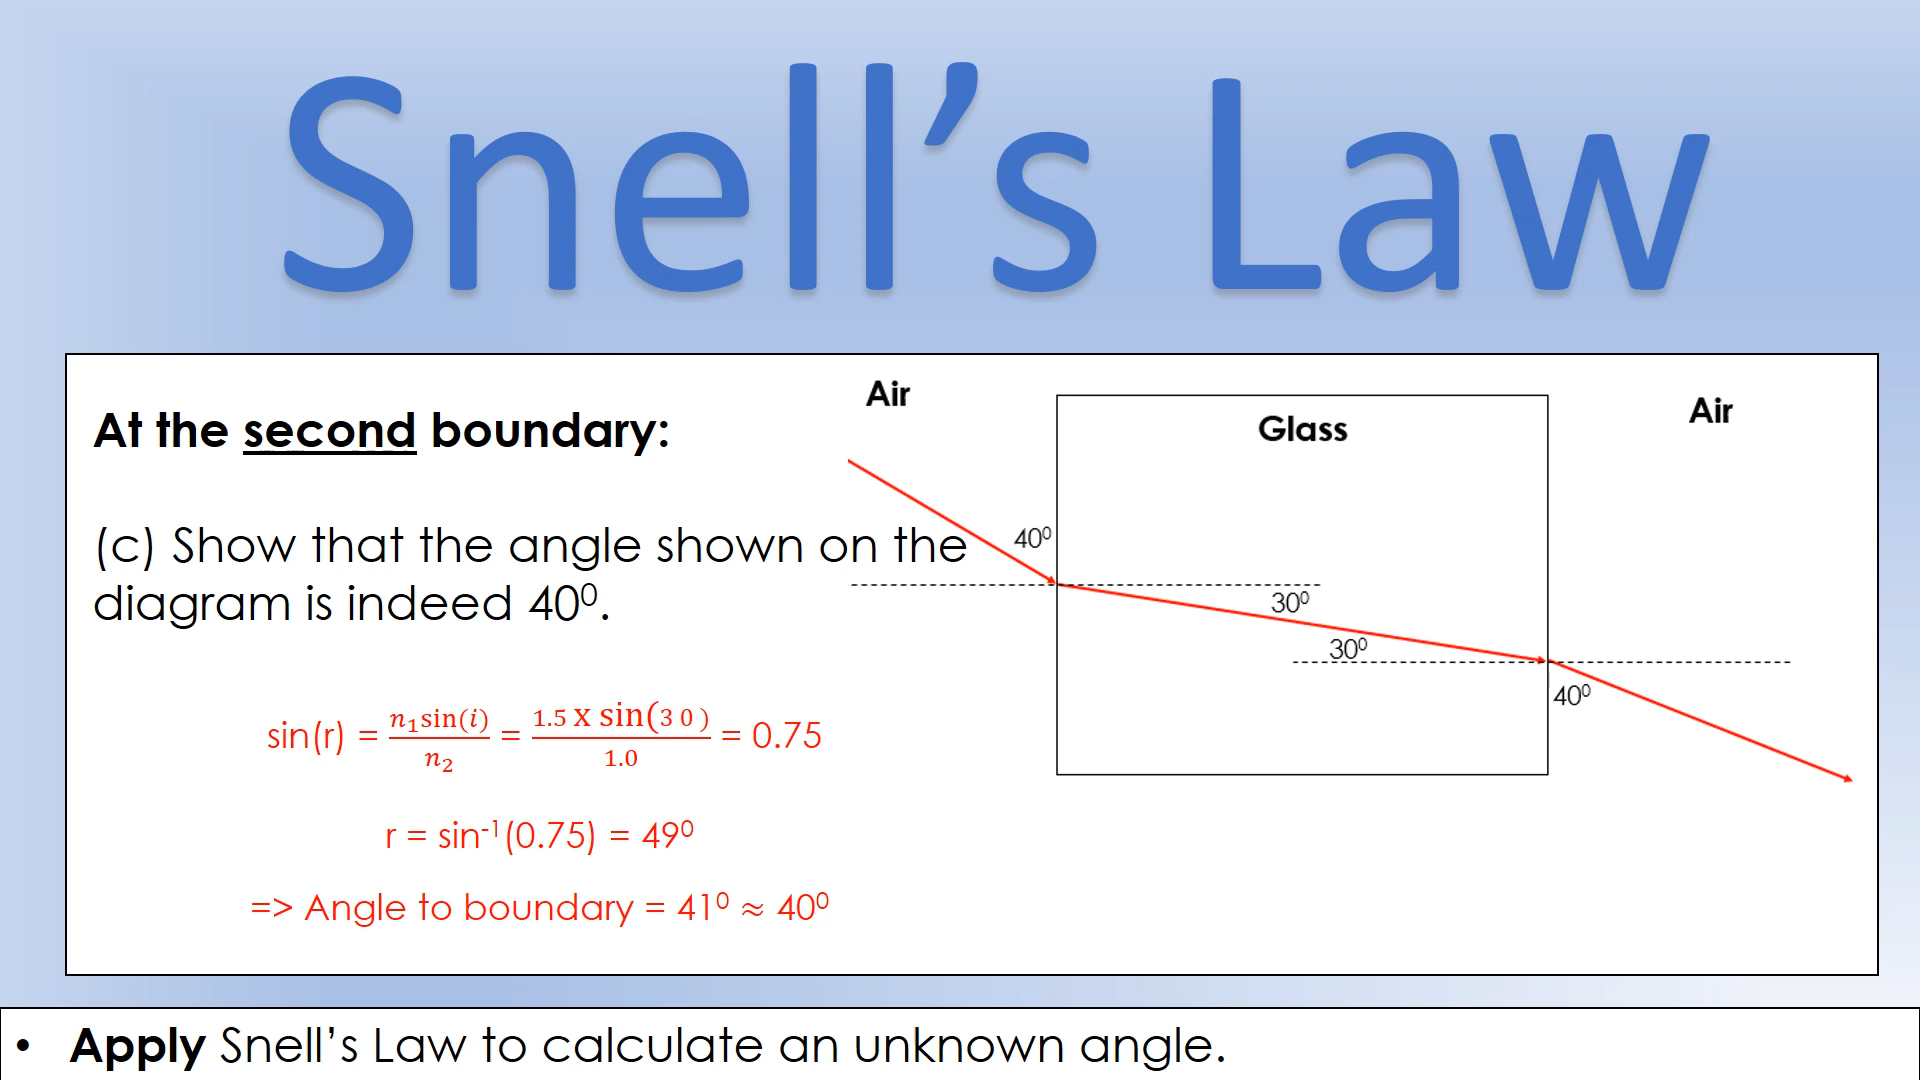 Snell’s Law
At the second boundary:
(c) Show that the angle shown on the
diagram is indeed 40⁰.
sin(r) = n₁sin(i)/n₂ = 1.5 x sin(30)/1.0 = 0.75
r = sin⁻¹(0.75) = 49⁰
=> Angle to boundary = 41⁰ ≈ 40⁰
Air
Glass
Air
40⁰
30⁰
30⁰
40⁰
• Apply Snell’s Law to calculate an unknown angle.